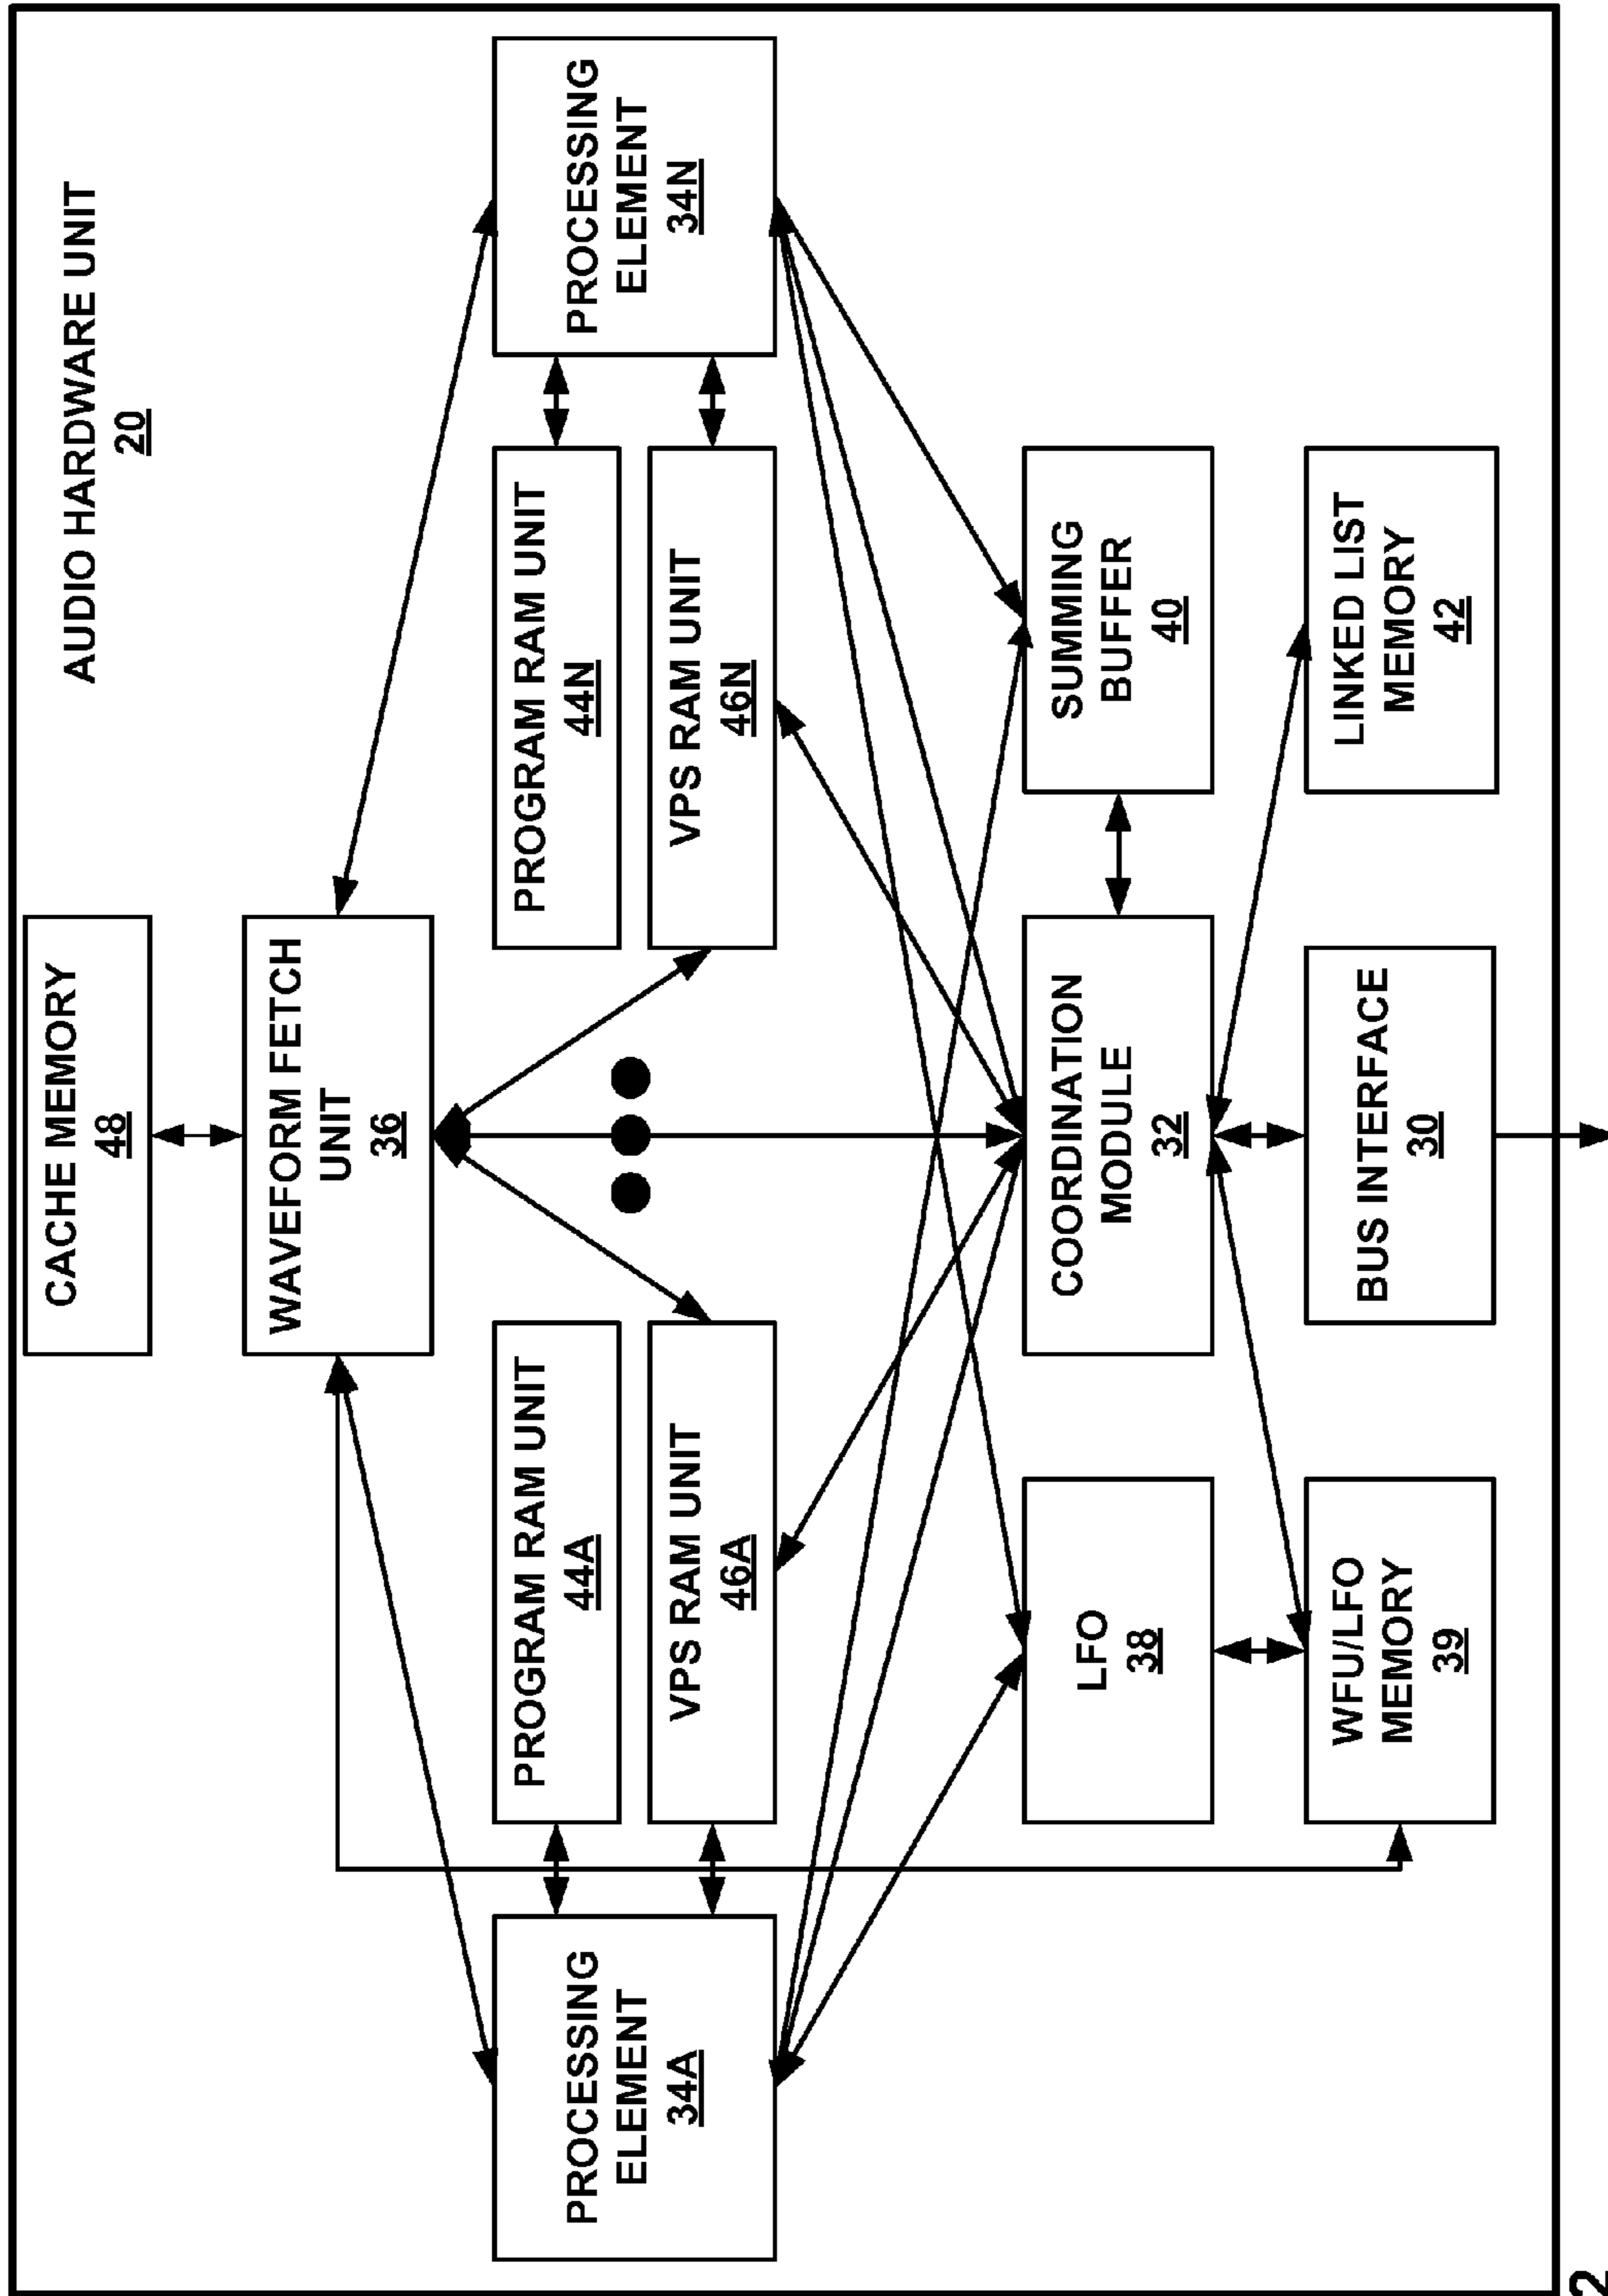 AUDIO HARDWARE UNIT
20
CACHE MEMORY
48
WAVEFORM FETCH
UNIT
36
PROCESSING
ELEMENT
34A
PROGRAM RAM UNIT
44A
VPS RAM UNIT
46A
PROGRAM RAM UNIT
44N
VPS RAM UNIT
46N
PROCESSING
ELEMENT
34N
LFO
38
COORDINATION
MODULE
32
SUMMING
BUFFER
40
WFU/LFO
MEMORY
39
BUS INTERFACE
30
LINKED LIST
MEMORY
42
2